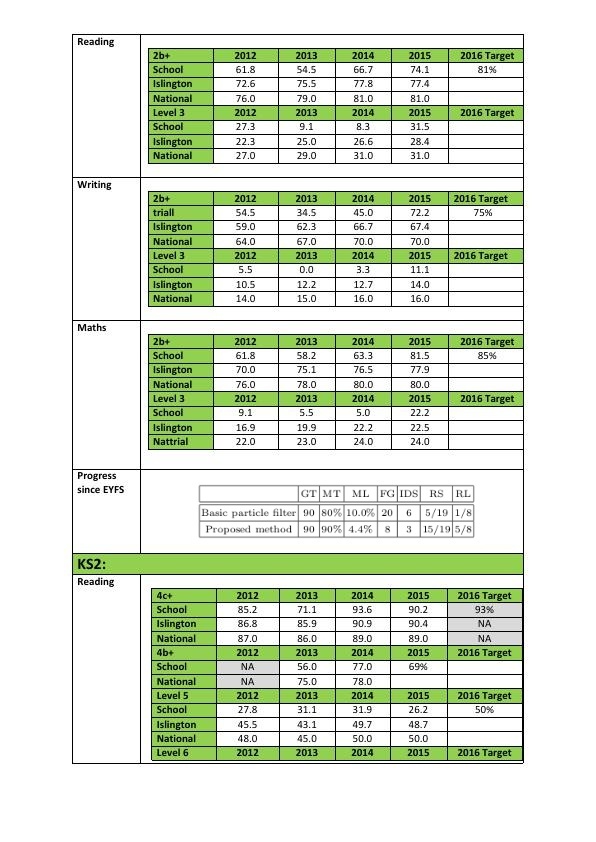 Reading
2b+ 2012 2013 2014 2015 2016 Target
School 61.8 54.5 66.7 74.1 81%
Islington 72.6 75.5 77.8 77.4
National 76.0 79.0 81.0 81.0
Level 3 2012 2013 2014 2015 2016 Target
School 27.3 9.1 8.3 31.5
Islington 22.3 25.0 26.6 28.4
National 27.0 29.0 31.0 31.0
Writing
2b+ 2012 2013 2014 2015 2016 Target
triall 54.5 34.5 45.0 72.2 75%
Islington 59.0 62.3 66.7 67.4
National 64.0 67.0 70.0 70.0
Level 3 2012 2013 2014 2015 2016 Target
School 5.5 0.0 3.3 11.1
Islington 10.5 12.2 12.7 14.0
National 14.0 15.0 16.0 16.0
Maths
2b+ 2012 2013 2014 2015 2016 Target
School 61.8 58.2 63.3 81.5 85%
Islington 70.0 75.1 76.5 77.9
National 76.0 78.0 80.0 80.0
Level 3 2012 2013 2014 2015 2016 Target
School 9.1 5.5 5.0 22.2
Islington 16.9 19.9 22.2 22.5
Nattrial 22.0 23.0 24.0 24.0
Progress
since EYFS
GT MT ML FG IDS RS RL
Basic particle filter 90 80% 10.0% 20 6 5/19 1/8
Proposed method 90 90% 4.4% 8 3 15/19 5/8
KS2:
Reading
4c+ 2012 2013 2014 2015 2016 Target
School 85.2 71.1 93.6 90.2 93%
Islington 86.8 85.9 90.9 90.4 NA
National 87.0 86.0 89.0 89.0 NA
4b+ 2012 2013 2014 2015 2016 Target
School NA 56.0 77.0 69%
National NA 75.0 78.0
Level 5 2012 2013 2014 2015 2016 Target
School 27.8 31.1 31.9 26.2 50%
Islington 45.5 43.1 49.7 48.7
National 48.0 45.0 50.0 50.0
Level 6 2012 2013 2014 2015 2016 Target